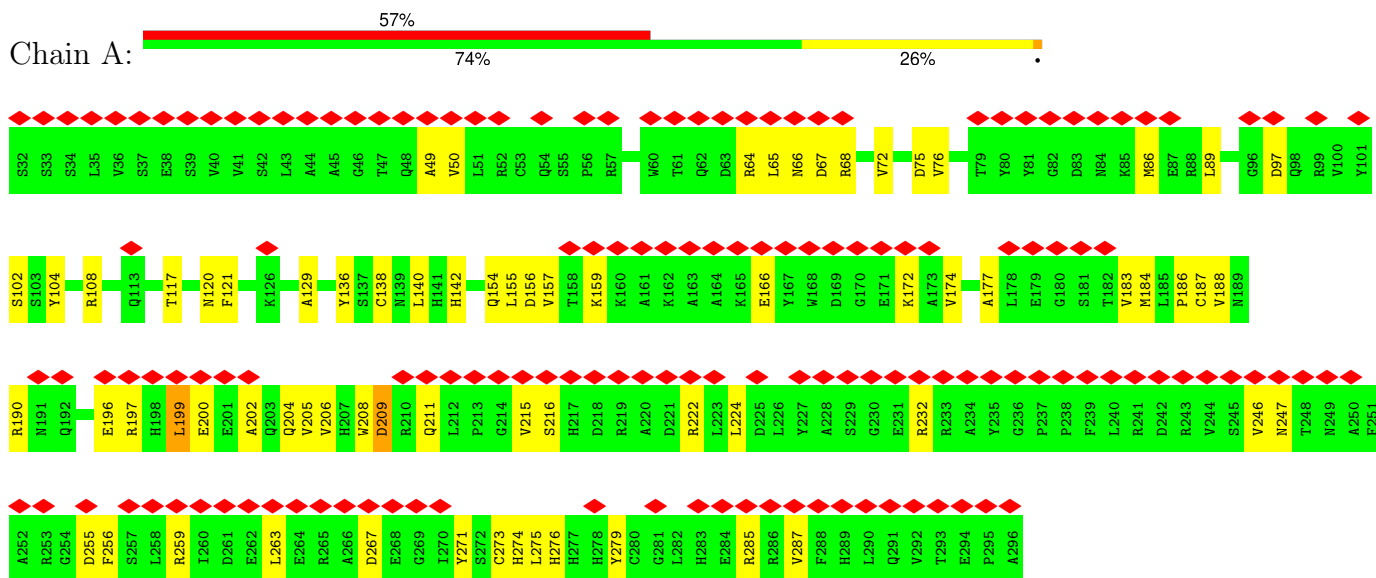 57%
Chain A:
74% 26% •
S32 S33 S34 L35 V36 S37 E38 S39 V40 V41 S42 L43 A44 A45 G46 T47 Q48 A49 V50 L51 R52 C53 Q54 S55 P56 R57 W60 T61 Q62 D63 R64 L65 N66 D67 R68 V72 D75 V76 T79 Y80 Y81 G82 D83 N84 K85 M86 E87 R88 L89 G96 D97 Q98 R99 V100 Y101
S102 S103 Y104 R108 Q113 T117 N120 F121 K126 A129 Y136 S137 C138 N139 L140 H141 H142 Q154 L155 D156 V157 T158 K159 K160 A161 K162 A163 A164 K165 E166 Y167 W168 D169 G170 E171 K172 A173 V174 A177 L178 E179 G180 S181 T182 V183 M184 L185 P186 C187 V188 N189
R190 N191 Q192 E196 R197 H198 L199 E200 E201 A202 Q203 Q204 V205 V206 H207 W208 D209 R210 Q211 L212 P213 G214 V215 S216 H217 D218 R219 A220 D221 R222 L223 L224 D225 L226 Y227 A228 S229 G230 E231 R232 R233 A234 Y235 G236 P237 P238 F239 L240 R241 D242 R243 V244 S245 V246 N247 T248 N249 A250 F251
A252 R253 G254 D255 F256 S257 L258 R259 I260 D261 E262 L263 E264 R265 A266 D267 E268 G269 I270 Y271 S272 C273 H274 L275 H276 H277 H278 Y279 C280 G281 L282 H283 E284 R285 R286 V287 F288 H289 L290 Q291 V292 T293 E294 P295 A296